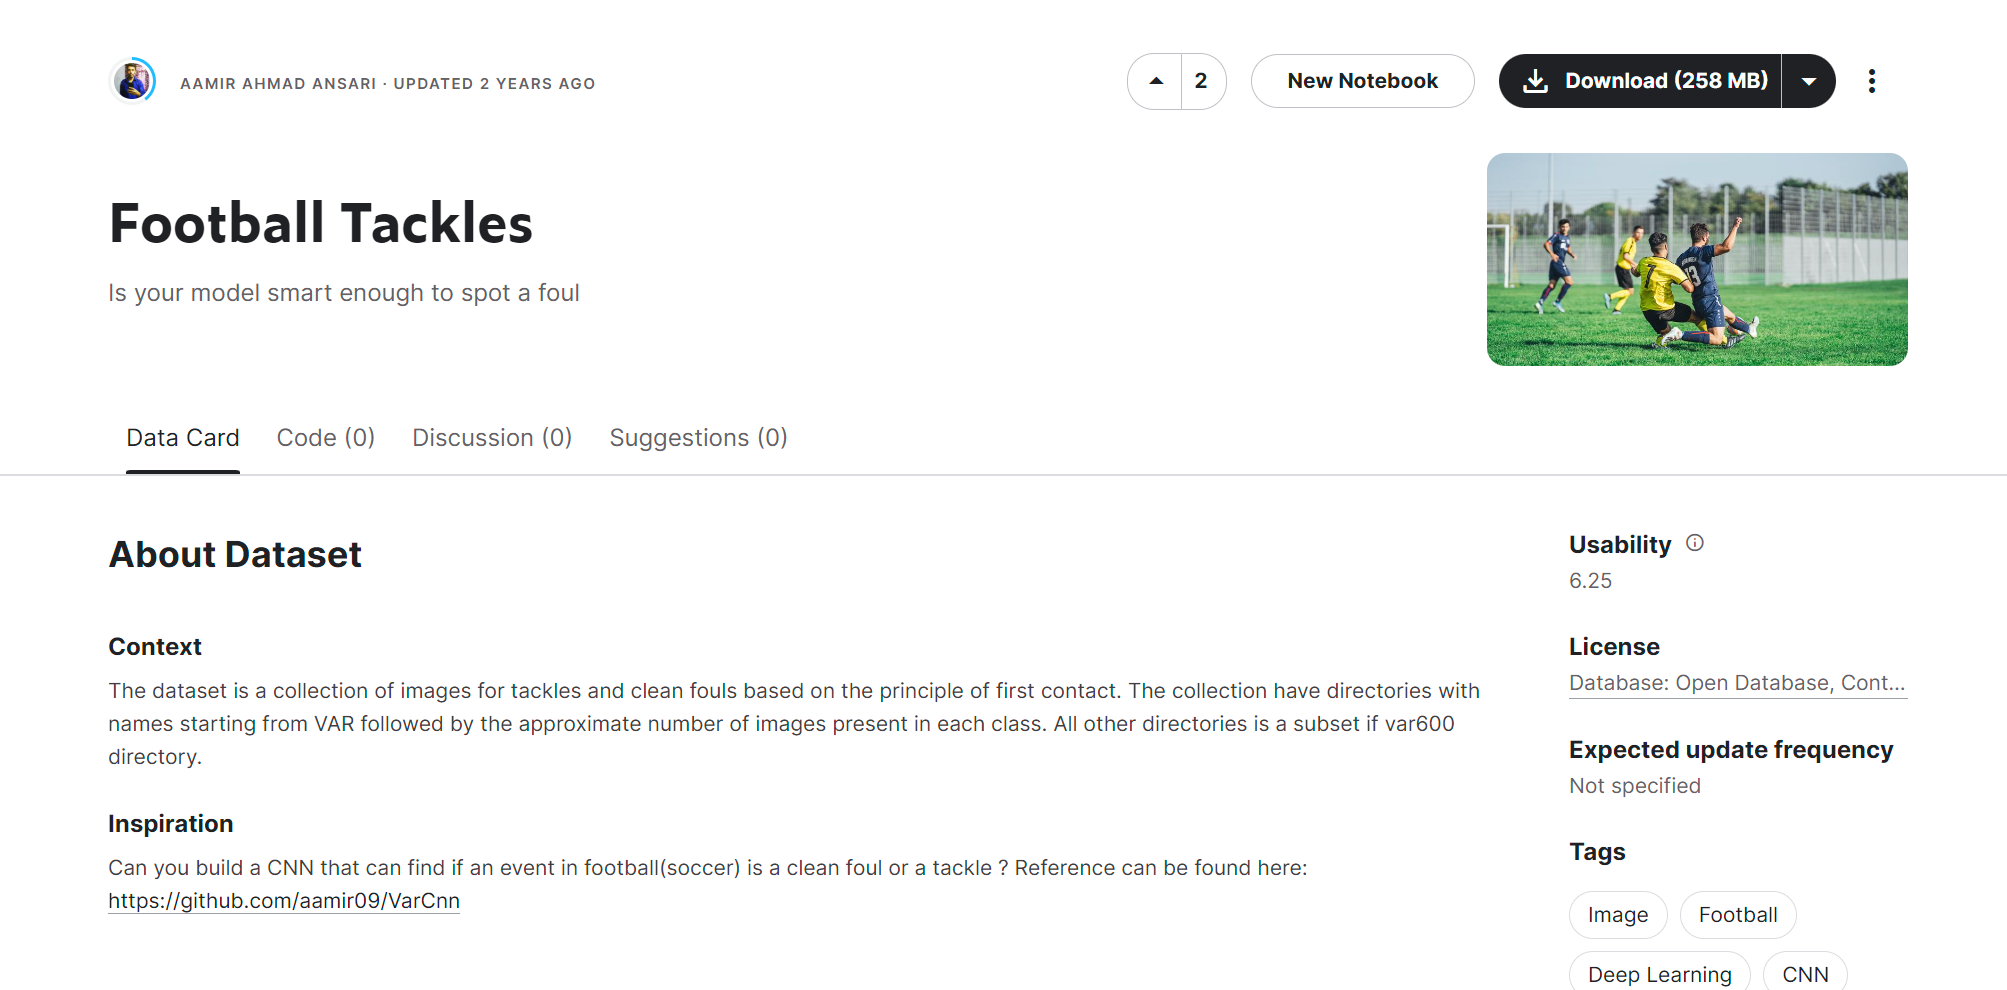 AAMIR AHMAD ANSARI · UPDATED 2 YEARS AGO
2
New Notebook
Download (258 MB)
Football Tackles
Is your model smart enough to spot a foul
7
13
Data Card
Code (0)
Discussion (0)
Suggestions (0)
About Dataset
Context
The dataset is a collection of images for tackles and clean fouls based on the principle of first contact. The collection have directories with
names starting from VAR followed by the approximate number of images present in each class. All other directories is a subset if var600
directory.
Inspiration
Can you build a CNN that can find if an event in football(soccer) is a clean foul or a tackle ? Reference can be found here:
https://github.com/aamir09/VarCnn
Usability
6.25
License
Database: Open Database, Cont...
Expected update frequency
Not specified
Tags
Image
Football
Deep Learning
CNN